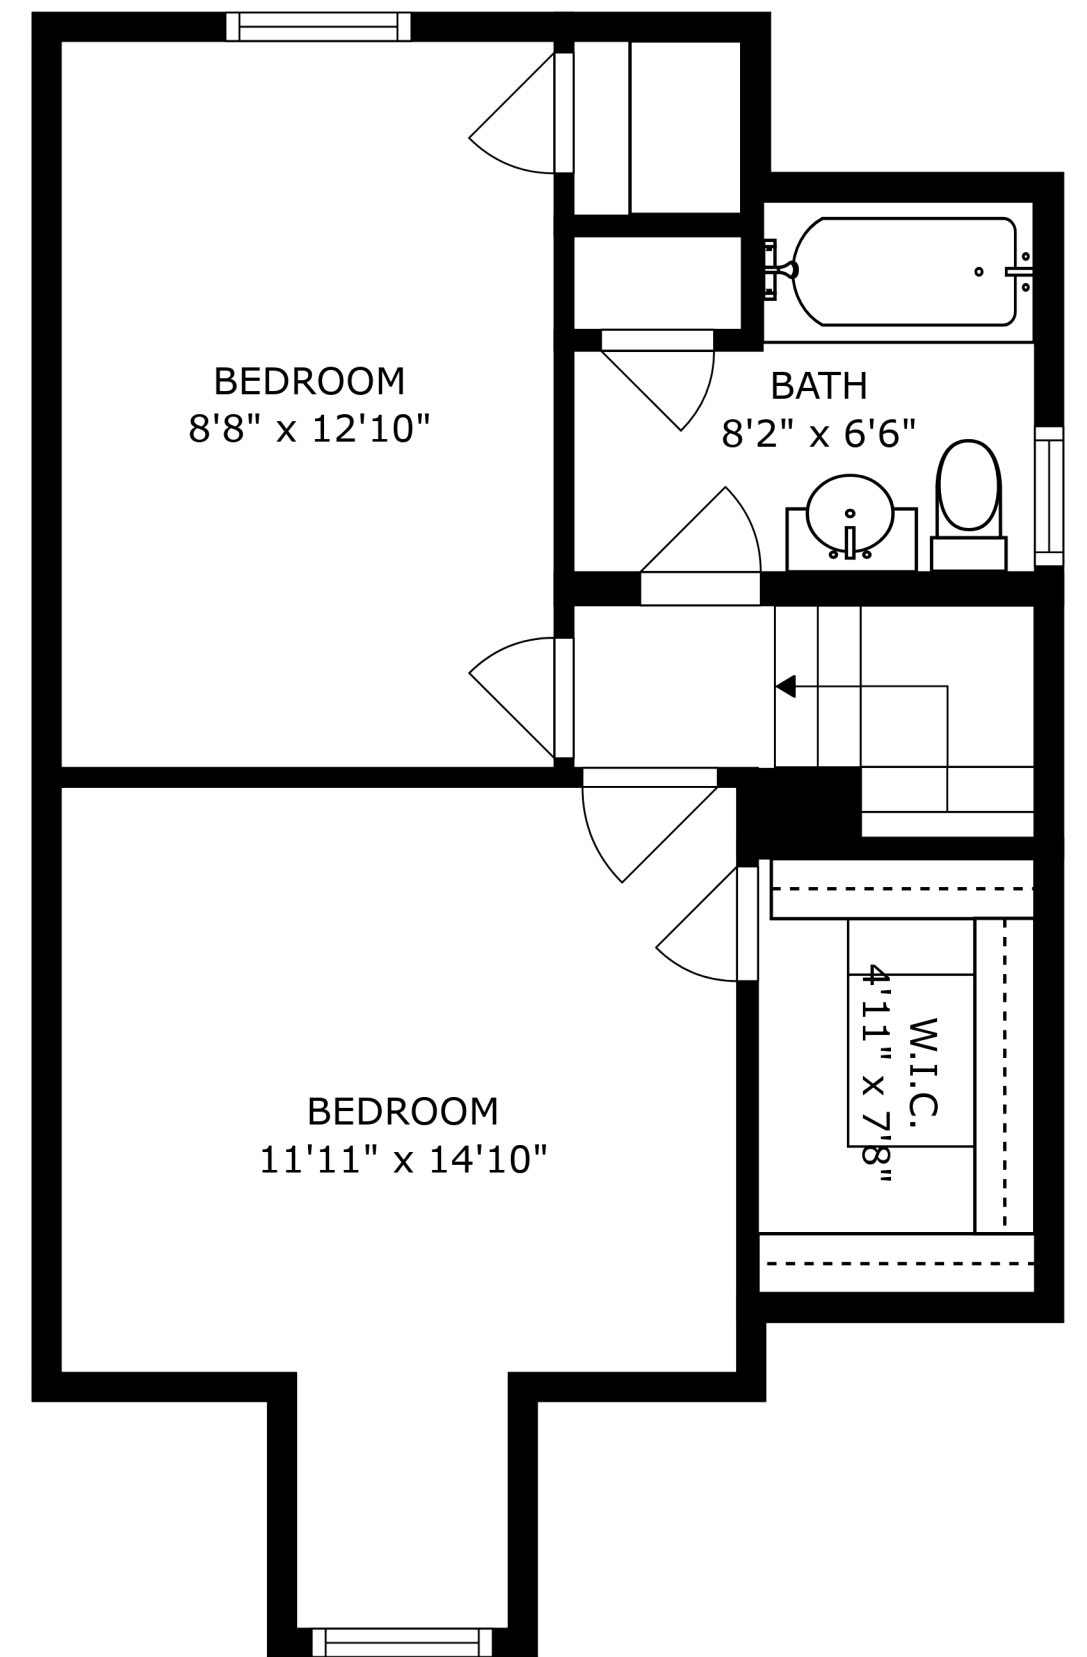 BEDROOM
8'8" x 12'10"
BATH
8'2" x 6'6"
W.I.C.
4'11" x 7'8"
BEDROOM
11'11" x 14'10"